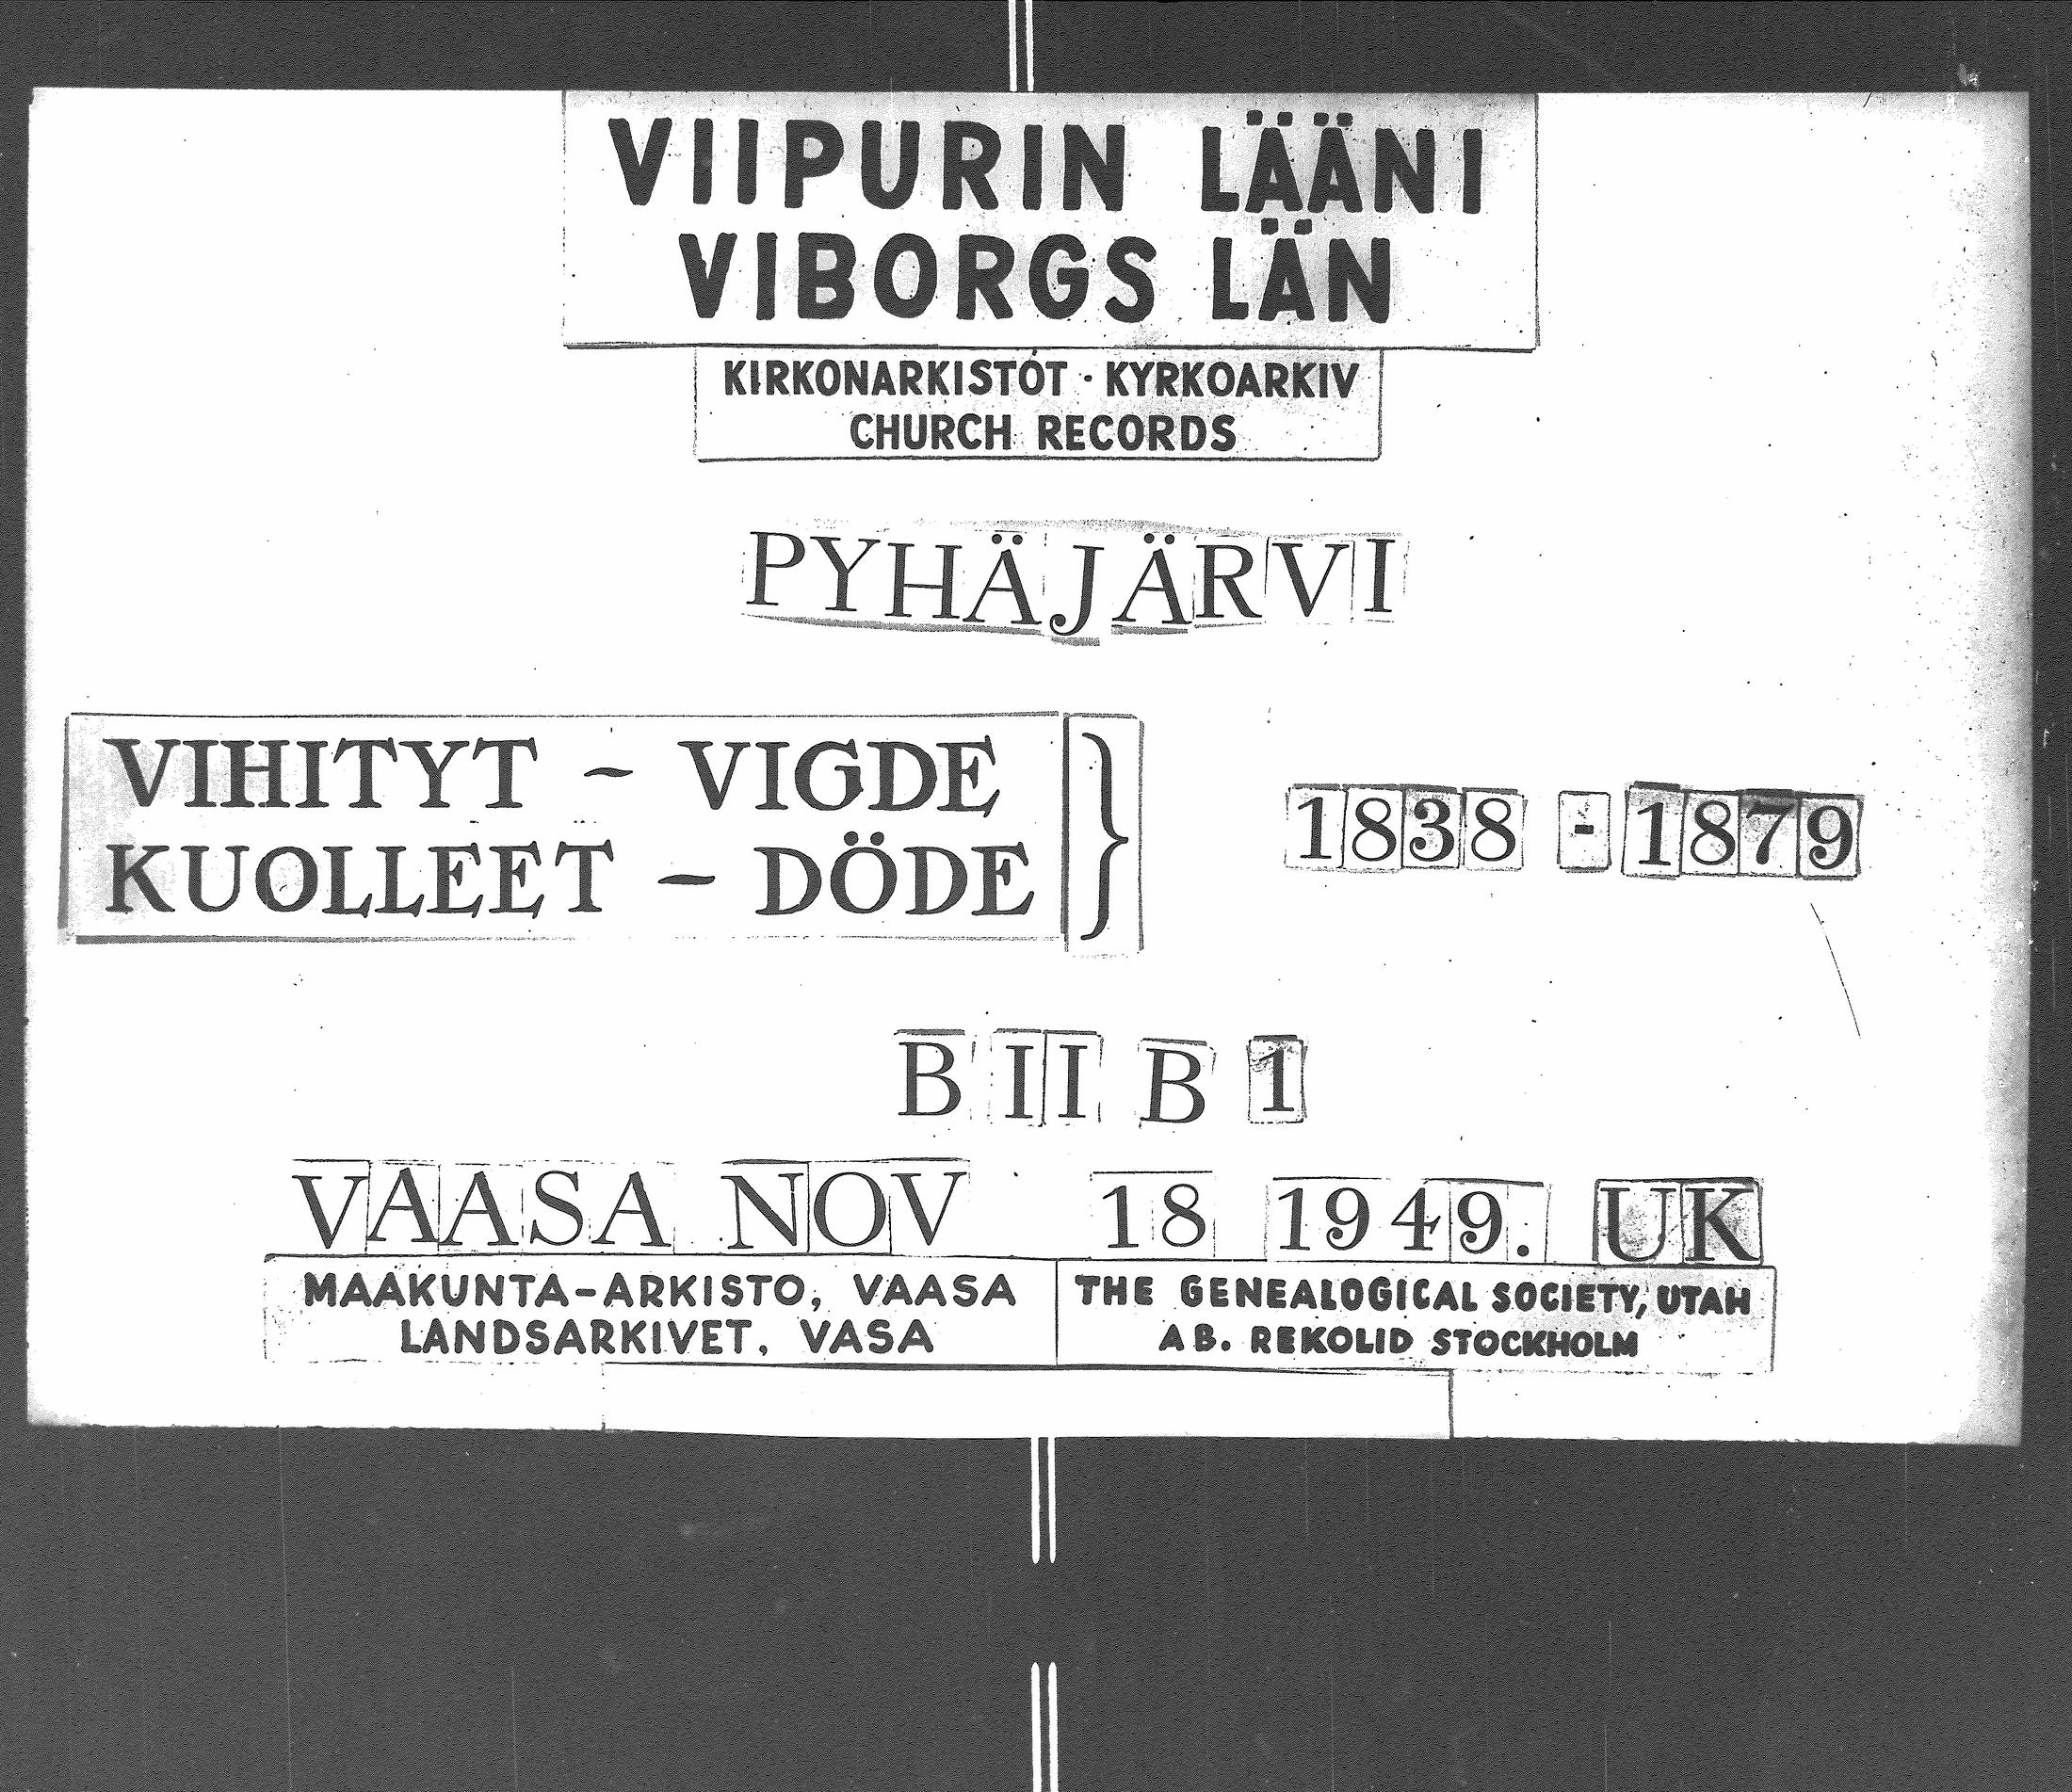 VIIPURIN LÄÄNI
VIBORGS LÄN
KIRKONARKISTOT · KYRKOARKIV
CHURCH RECORDS
PYHÄJÄRVI
VIHITYT - VIGDE
KUOLLEET - DÖDE
} 1838 - 1879
B II B 1
VAASA NOV 18 1949. UK
MAAKUNTA-ARKISTO, VAASA
LANDSARKIVET, VASA
THE GENEALOGICAL SOCIETY, UTAH
AB. REKOLID STOCKHOLM